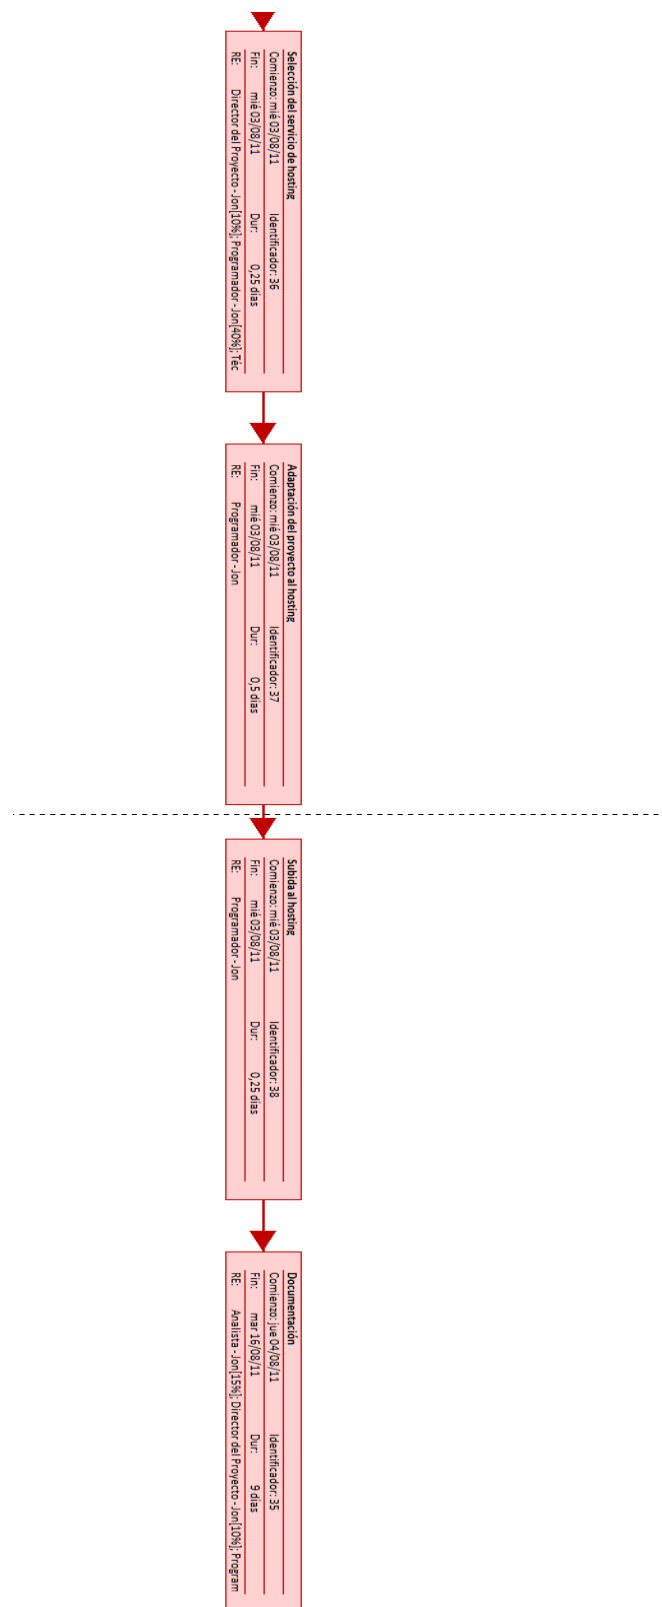 Selección del servicio de hosting
Comienzo: mié 03/08/11 Identificador: 36
Fin: mié 03/08/11 Dur: 0,25 días
RE: Director del Proyecto - Jon[10%]; Programador - Jon[40%]; Téc
Adaptación del proyecto al hosting
Comienzo: mié 03/08/11 Identificador: 37
Fin: mié 03/08/11 Dur: 0,5 días
RE: Programador - Jon
Subida al hosting
Comienzo: mié 03/08/11 Identificador: 38
Fin: mié 03/08/11 Dur: 0,25 días
RE: Programador - Jon
Documentación
Comienzo: jue 04/08/11 Identificador: 35
Fin: mar 16/08/11 Dur: 9 días
RE: Analista - Jon[15%]; Director del Proyecto - Jon[10%]; Program